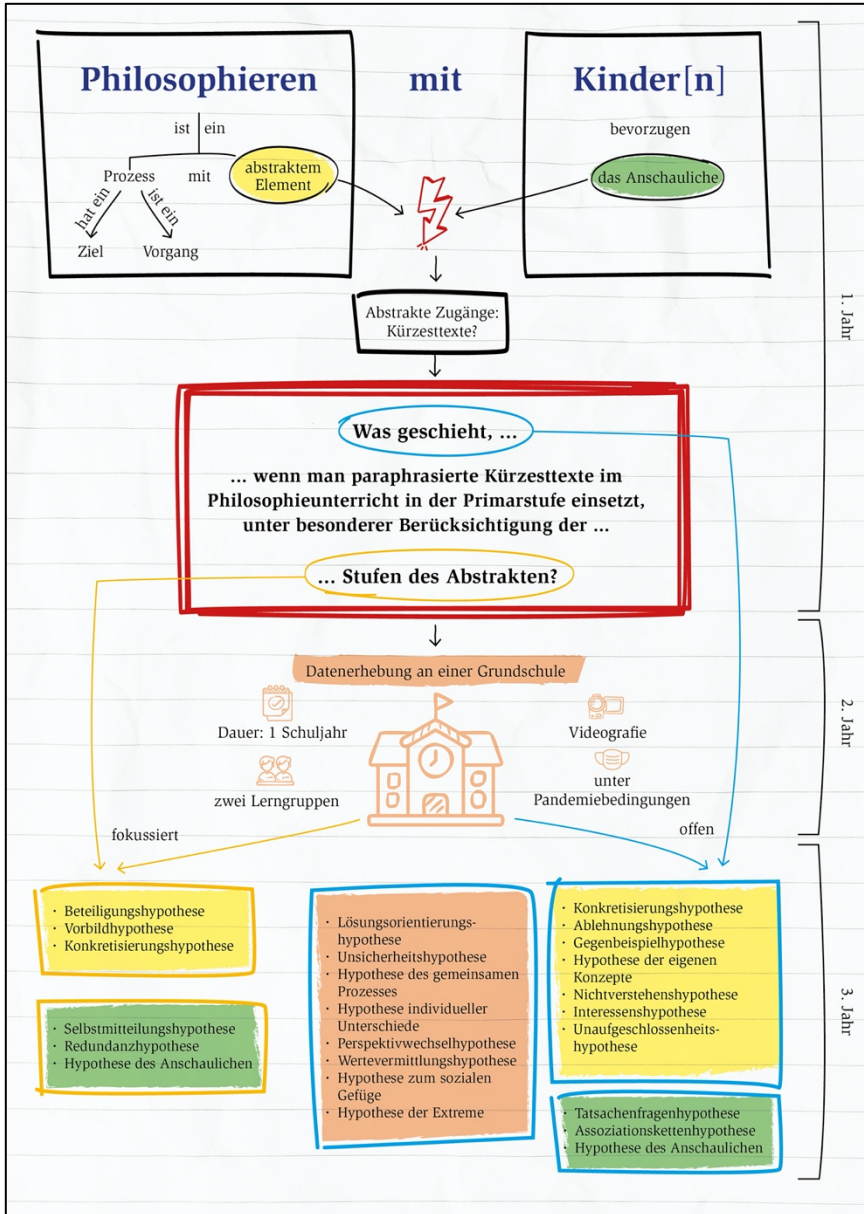 Philosophieren mit Kinder[n]
ist ein
bevorzugen
Prozess mit abstraktem
Element
das Anschauliche
hat ein
ist ein
Ziel Vorgang
Abstrakte Zugänge:
Kürzesttexte?
1. Jahr
Was geschieht, ...
... wenn man paraphrasierte Kürzesttexte im
Philosophieunterricht in der Primarstufe einsetzt,
unter besonderer Berücksichtigung der ...
... Stufen des Abstrakten?
Datenerhebung an einer Grundschule
Dauer: 1 Schuljahr
Videografie
zwei Lerngruppen
unter
Pandemiebedingungen
2. Jahr
fokussiert
offen
· Beteiligungshypothese
· Vorbildhypothese
· Konkretisierungshypothese
· Selbstmitteilungshypothese
· Redundanzhypothese
· Hypothese des Anschaulichen
· Lösungsorientierungs-
hypothese
· Unsicherheitshypothese
· Hypothese des gemeinsamen
Prozesses
· Hypothese individueller
Unterschiede
· Perspektivwechselhypothese
· Wertevermittlungshypothese
· Hypothese zum sozialen
Gefüge
· Hypothese der Extreme
· Konkretisierungshypothese
· Ablehnungshypothese
· Gegenbeispielhypothese
· Hypothese der eigenen
Konzepte
· Nichtverstehenshypothese
· Interessenshypothese
· Unaufgeschlossenheits-
hypothese
· Tatsachenfragenhypothese
· Assoziationskettenhypothese
· Hypothese des Anschaulichen
3. Jahr